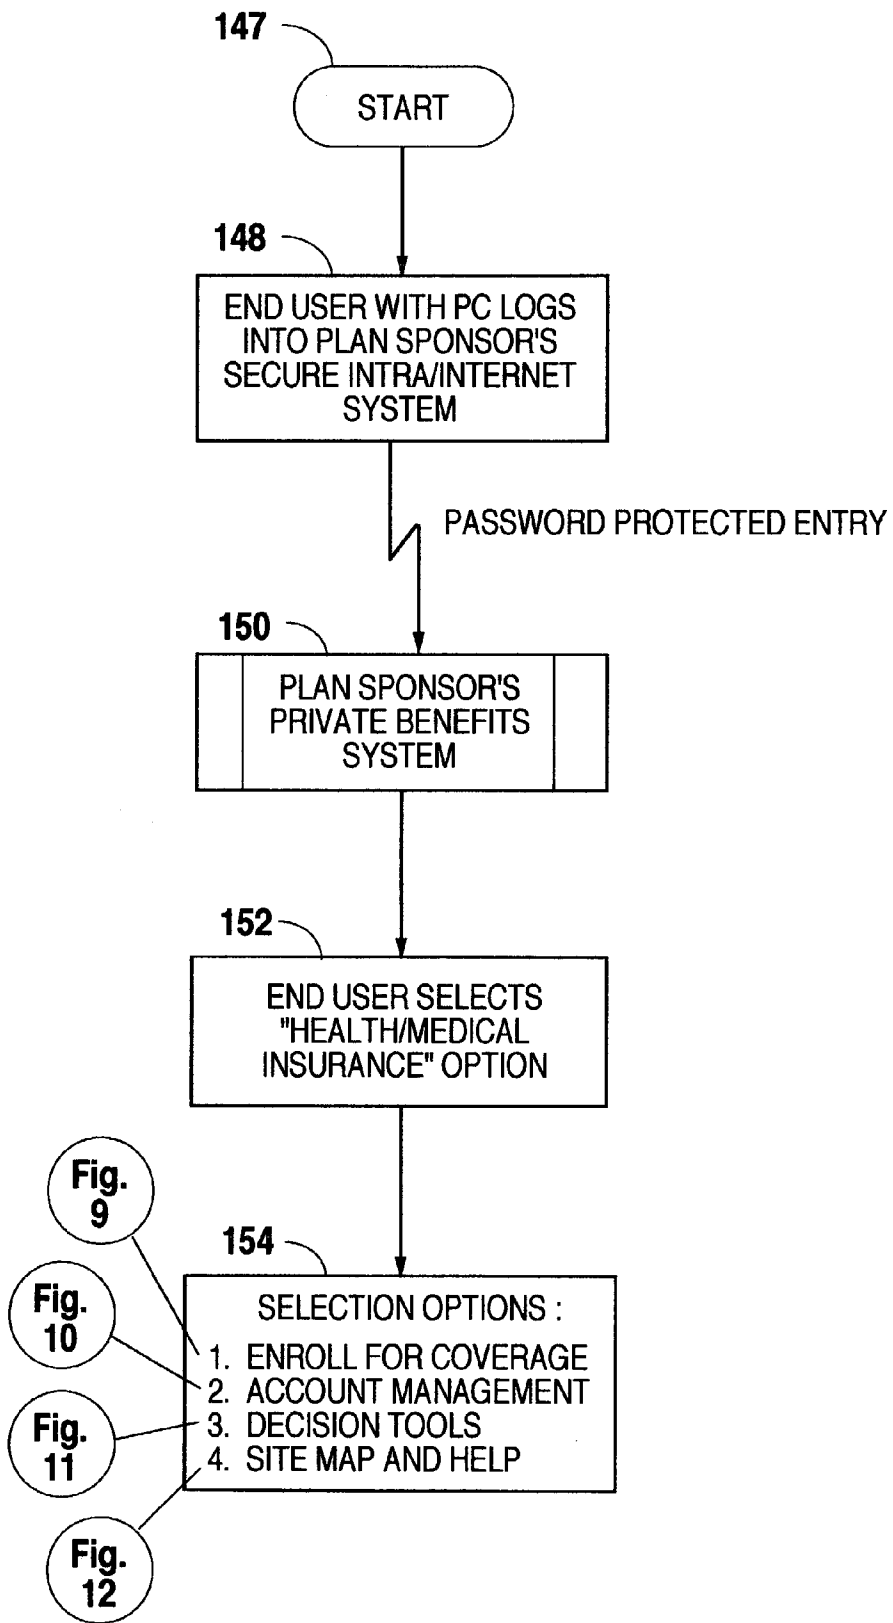 147
START
148
END USER WITH PC LOGS
INTO PLAN SPONSOR'S
SECURE INTRA/INTERNET
SYSTEM
PASSWORD PROTECTED ENTRY
150
PLAN SPONSOR'S
PRIVATE BENEFITS
SYSTEM
152
END USER SELECTS
"HEALTH/MEDICAL
INSURANCE" OPTION
Fig.
9
154
Fig.
10
SELECTION OPTIONS :
1. ENROLL FOR COVERAGE
2. ACCOUNT MANAGEMENT
3. DECISION TOOLS
4. SITE MAP AND HELP
Fig.
11
Fig.
12